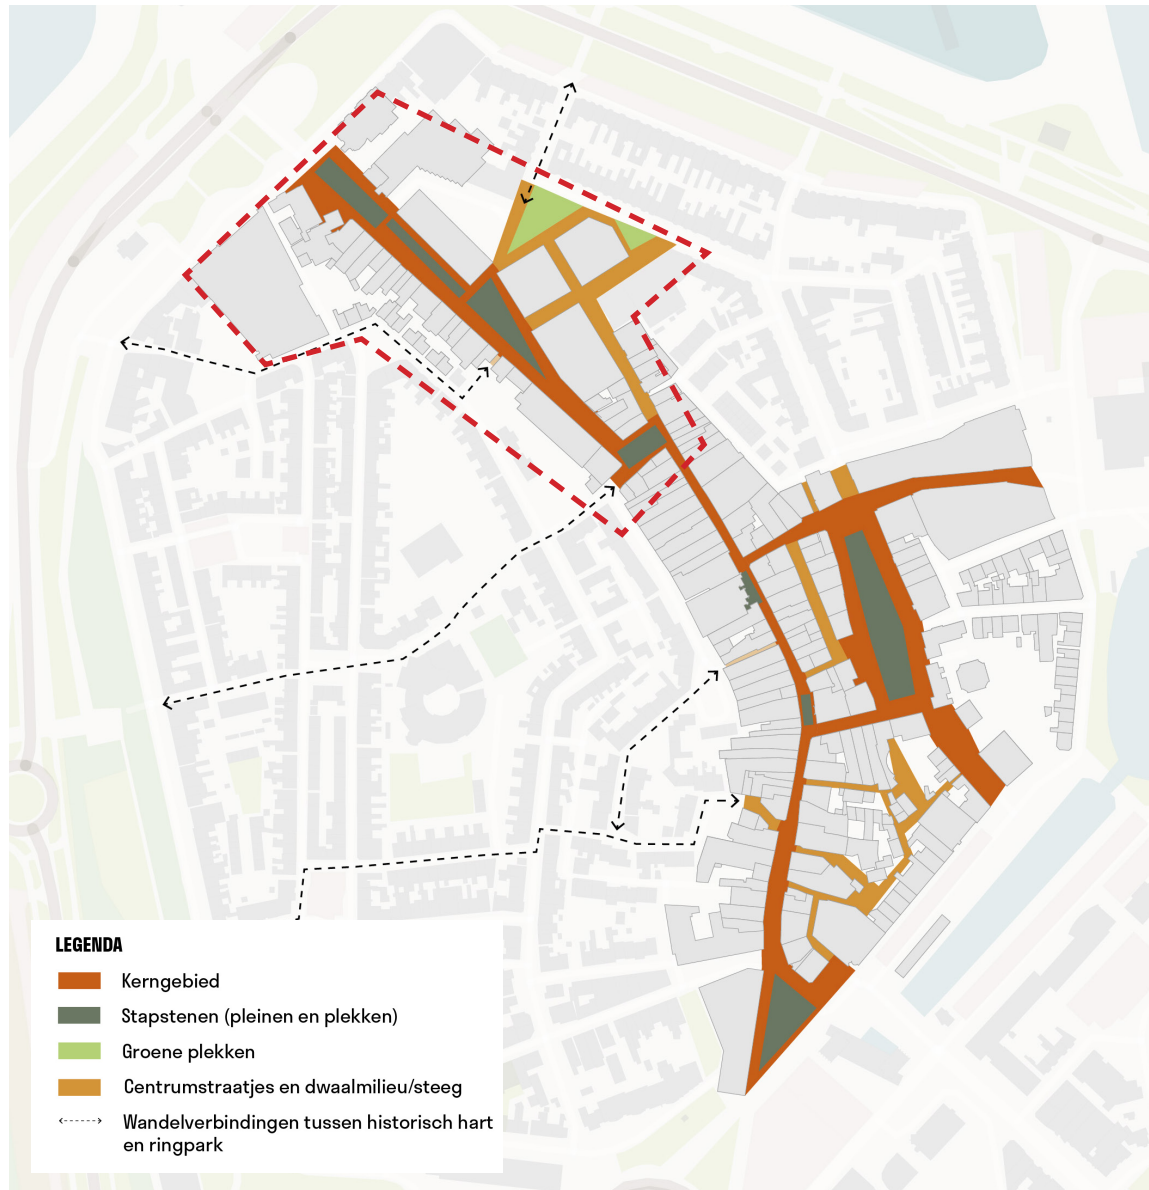 LEGENDA
Kerngebied
Stapstenen (pleinen en plekken)
Groene plekken
Centrumstraatjes en dwaalmilieu/steeg
Wandelverbindingen tussen historisch hart
en ringpark